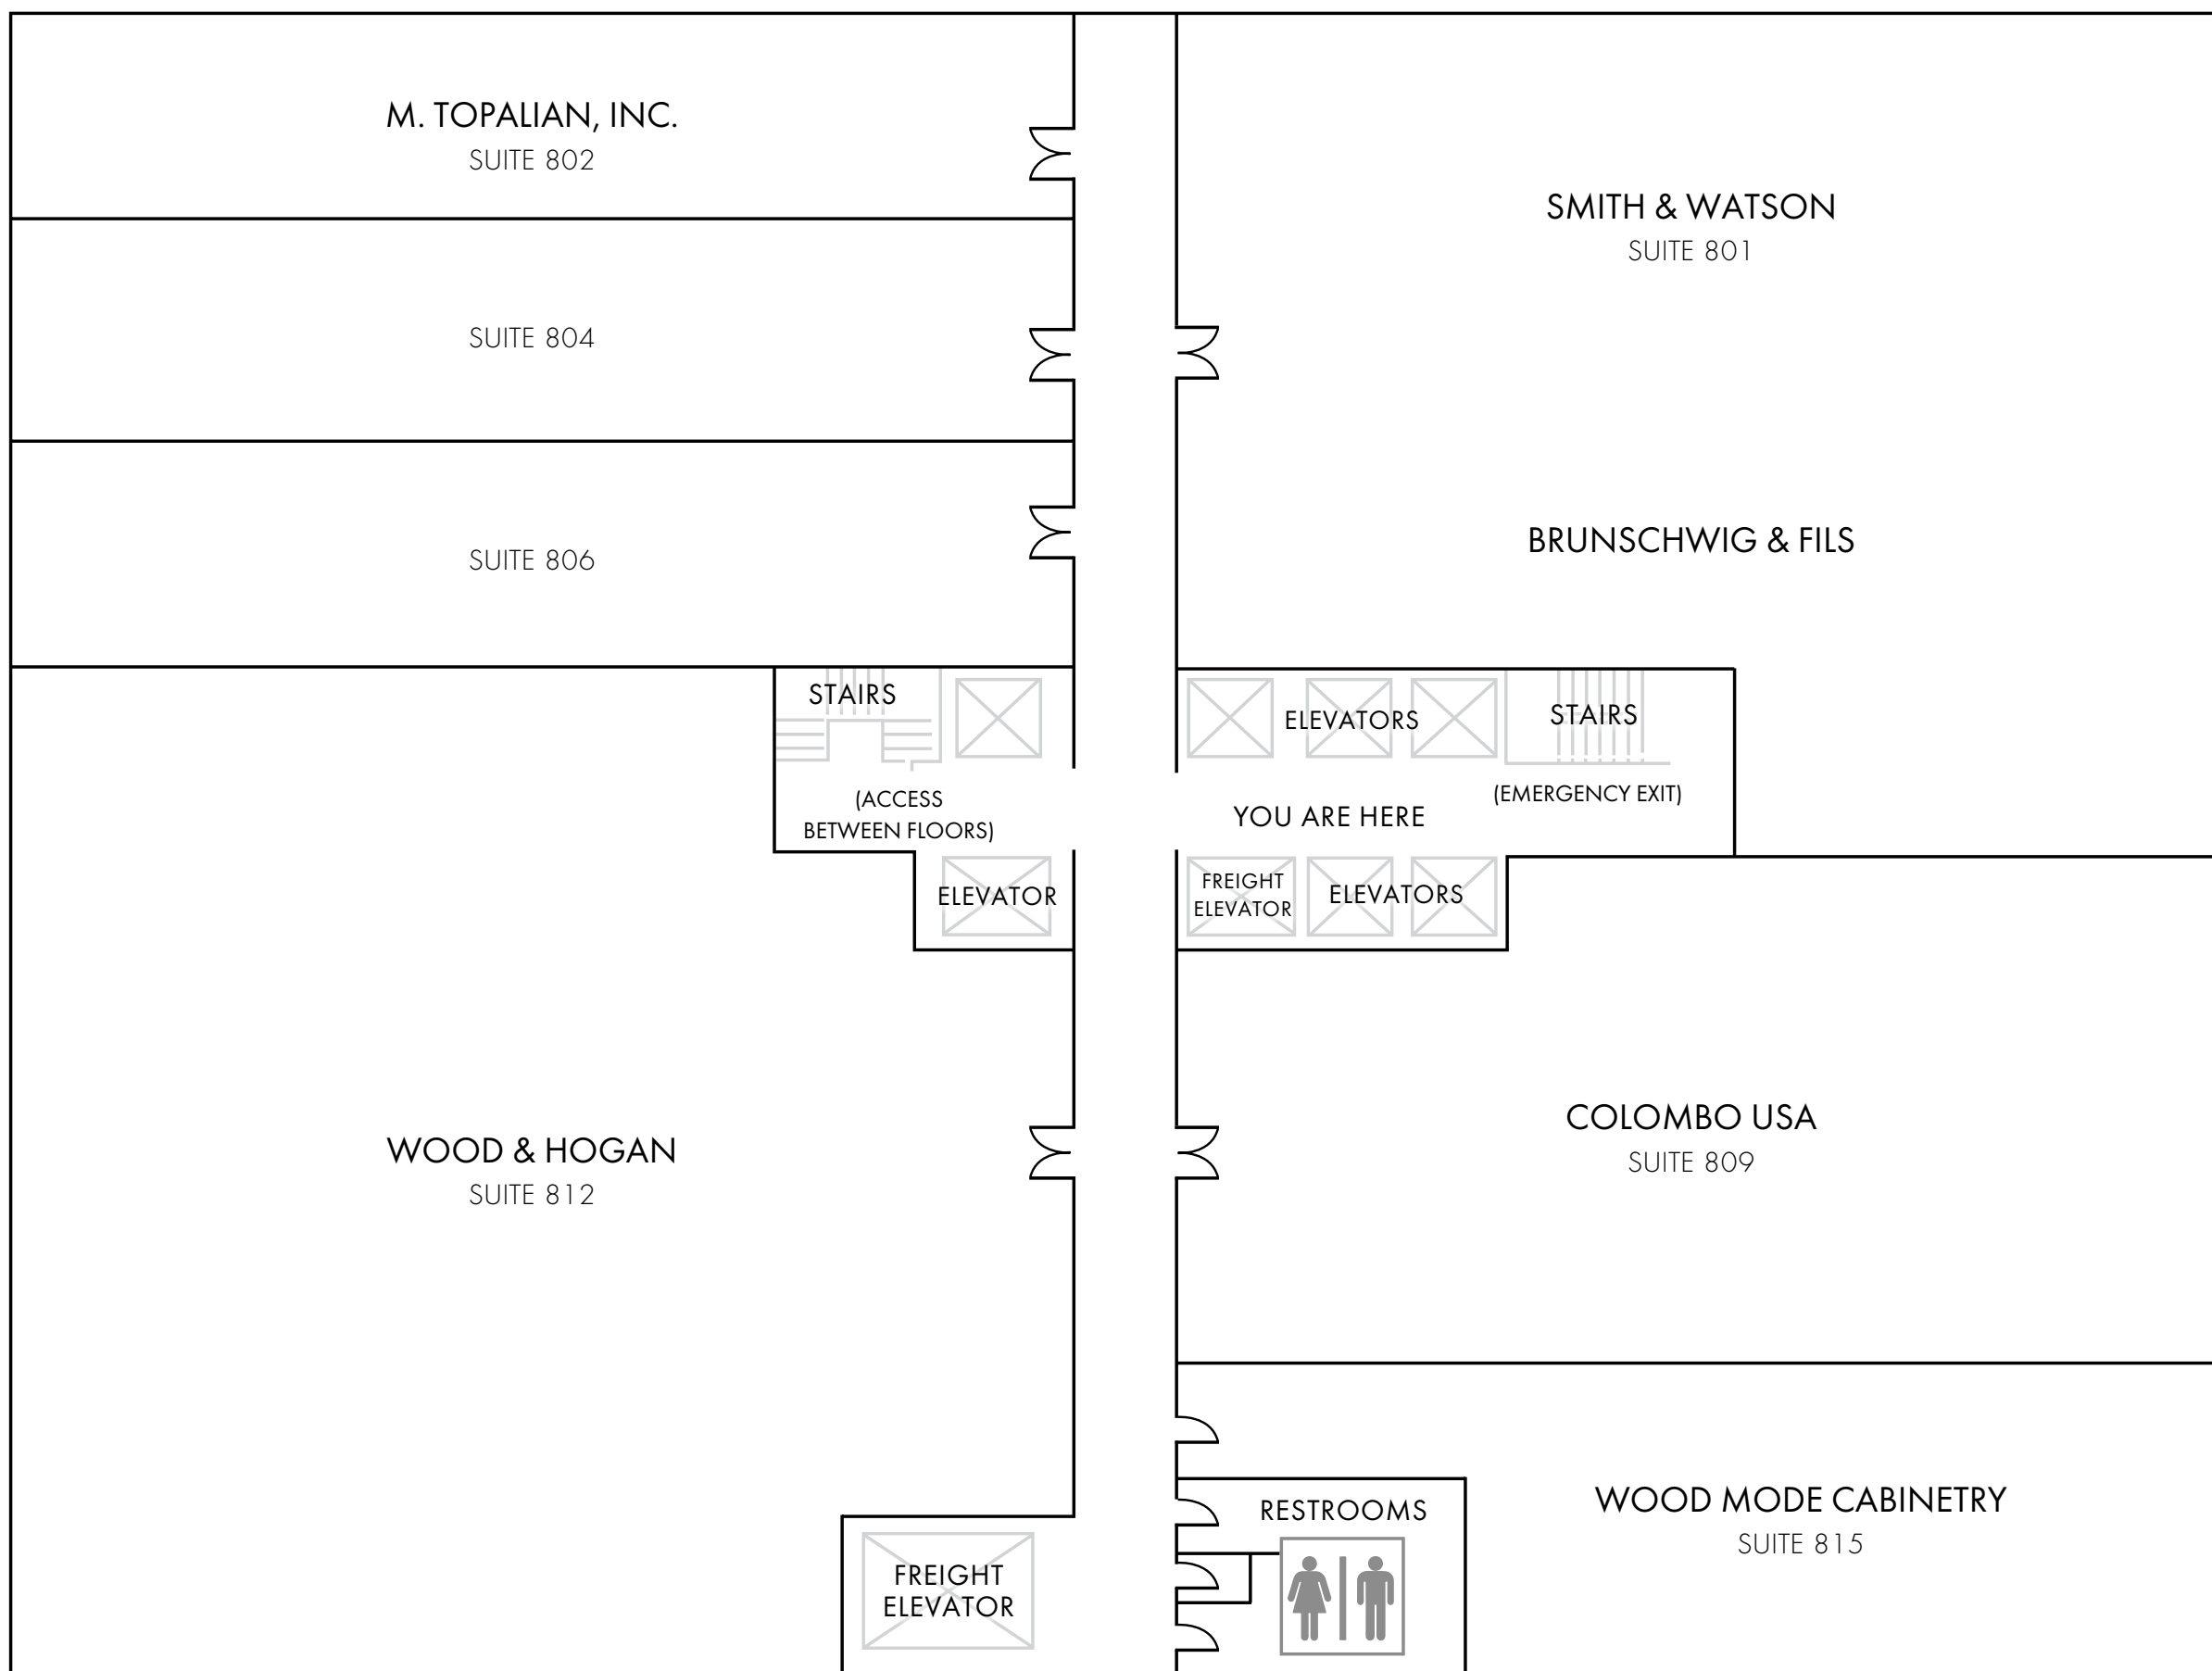 M. TOPALIAN, INC.
SUITE 802
SMITH & WATSON
SUITE 801
SUITE 804
BRUNSCHWIG & FILS
SUITE 806
STAIRS
ELEVATORS
STAIRS
(ACCESS
BETWEEN FLOORS)
YOU ARE HERE
(EMERGENCY EXIT)
ELEVATOR
FREIGHT
ELEVATOR
ELEVATORS
WOOD & HOGAN
SUITE 812
COLOMBO USA
SUITE 809
RESTROOMS
WOOD MODE CABINETRY
SUITE 815
FREIGHT
ELEVATOR